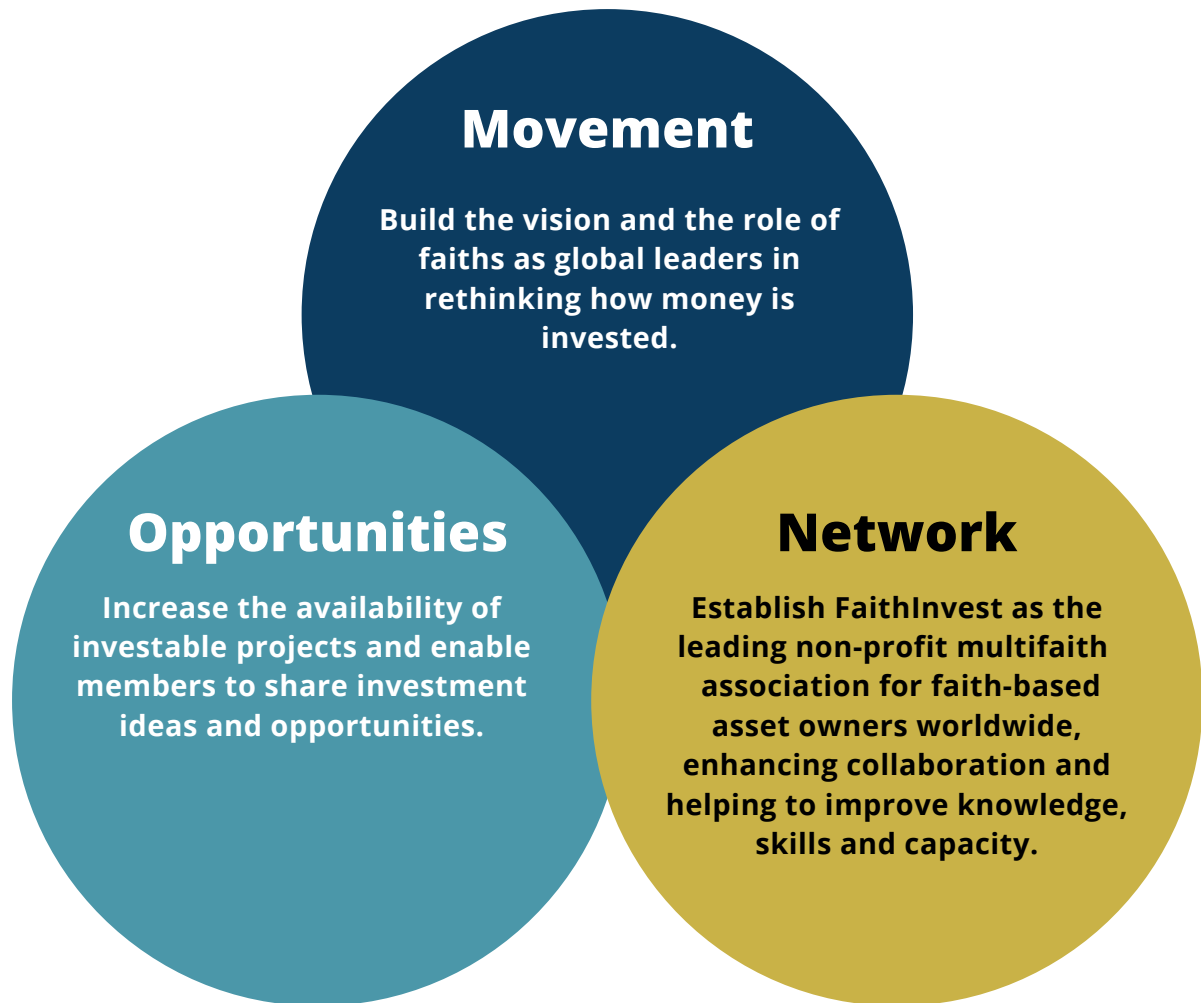 Movement
Build the vision and the role of
faiths as global leaders in
rethinking how money is
invested.
Opportunities
Increase the availability of
investable projects and enable
members to share investment
ideas and opportunities.
Network
Establish FaithInvest as the
leading non-profit multifaith
association for faith-based
asset owners worldwide,
enhancing collaboration and
helping to improve knowledge,
skills and capacity.